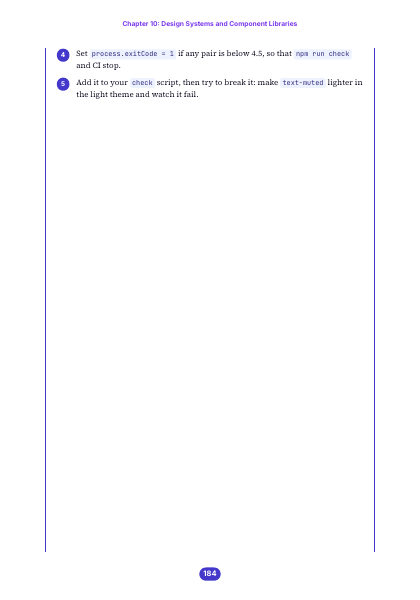 Chapter 10: Design Systems and Component Libraries
4 Set process.exitCode = 1 if any pair is below 4.5, so that npm run check
and CI stop.
5 Add it to your check script, then try to break it: make text-muted lighter in
the light theme and watch it fail.
184